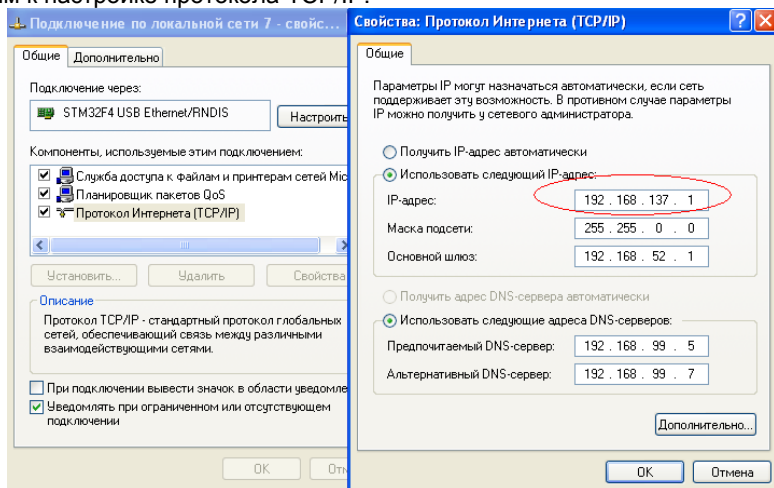 к настройке протокола TCP/IP.
Подключение по локальной сети 7 - свойс...
Общие
Дополнительно
Подключение через:
STM32F4 USB Ethernet/RNDIS
Настроить
Компоненты, используемые этим подключением:
Служба доступа к файлам и принтерам сетей Mic
Планировщик пакетов QoS
Протокол Интернета (TCP/IP)
Установить...
Удалить
Свойства
Описание
Протокол TCP/IP - стандартный протокол глобальных
сетей, обеспечивающий связь между различными
взаимодействующими сетями.
При подключении вывести значок в области уведомле
Уведомлять при ограниченном или отсутствующем
подключении
OK
Отм
Свойства: Протокол Интернета (TCP/IP)
Общие
Параметры IP могут назначаться автоматически, если сеть
поддерживает эту возможность. В противном случае параметры
IP можно получить у сетевого администратора.
Получить IP-адрес автоматически
Использовать следующий IP-адрес:
IP-адрес: 192 . 168 . 137 . 1
Маска подсети: 255 . 255 . 0 . 0
Основной шлюз: 192 . 168 . 52 . 1
Получить адрес DNS-сервера автоматически
Использовать следующие адреса DNS-серверов:
Предпочитаемый DNS-сервер: 192 . 168 . 99 . 5
Альтернативный DNS-сервер: 192 . 168 . 99 . 7
Дополнительно...
OK
Отмена